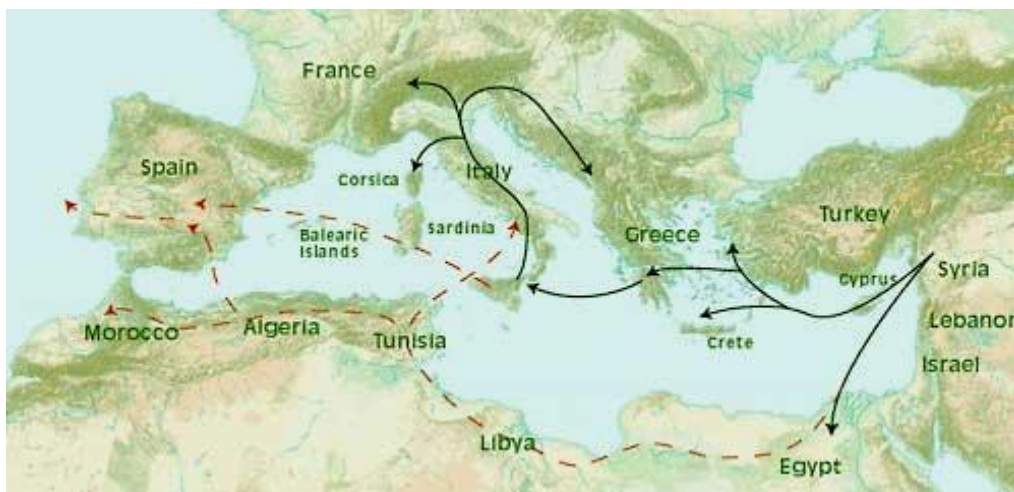 France
Spain
Corsica
Italy
Balearic
Islands
Sardinia
Greece
Turkey
Cyprus
Syria
Crete
Lebanon
Israel
Morocco
Algeria
Tunisia
Libya
Egypt